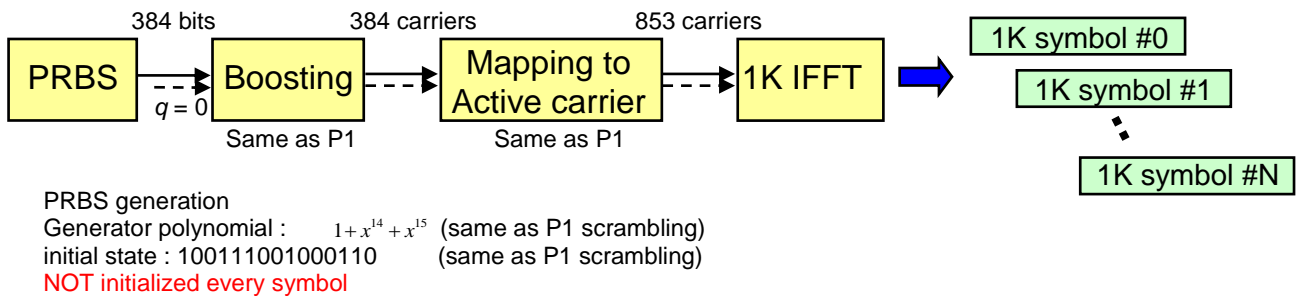 384 bits 384 carriers 853 carriers
PRBS
q = 0
Boosting
Same as P1
Mapping to
Active carrier
Same as P1
1K IFFT
1K symbol #0
1K symbol #1
1K symbol #N
PRBS generation
Generator polynomial : 1 + x¹⁴ + x¹⁵ (same as P1 scrambling)
initial state : 100111001000110 (same as P1 scrambling)
NOT initialized every symbol